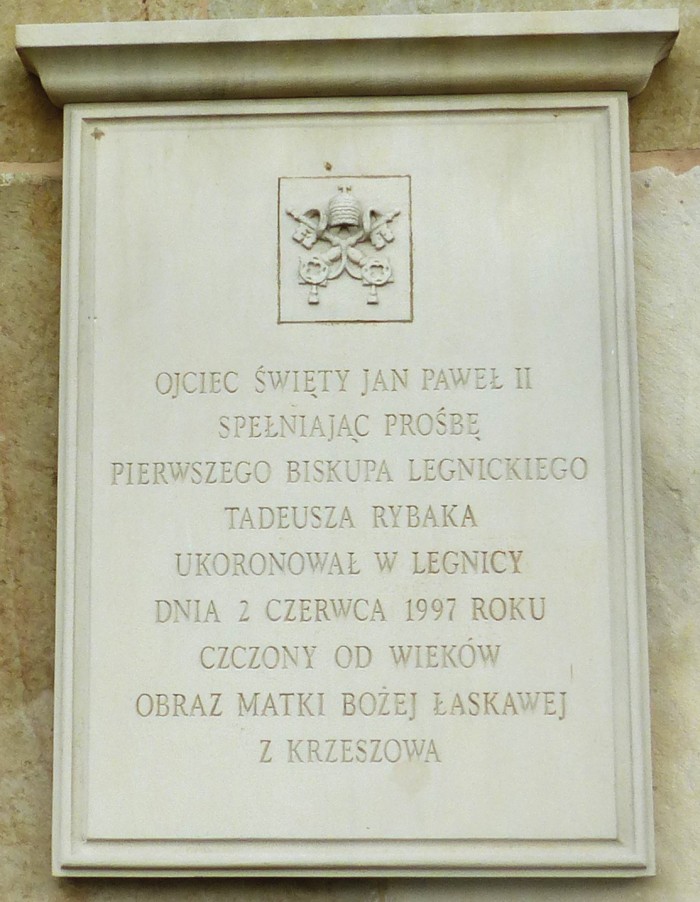 OJCIEC ŚWIĘTY JAN PAWEŁ II
SPEŁNIAJĄC PROŚBĘ
PIERWSZEGO BISKUPA LEGNICKIEGO
TADEUSZA RYBAKA
UKORONOWAŁ W LEGNICY
DNIA 2 CZERWCA 1997 ROKU
CZCZONY OD WIEKÓW
OBRAZ MATKI BOŻEJ ŁASKAWEJ
Z KRZESZOWA